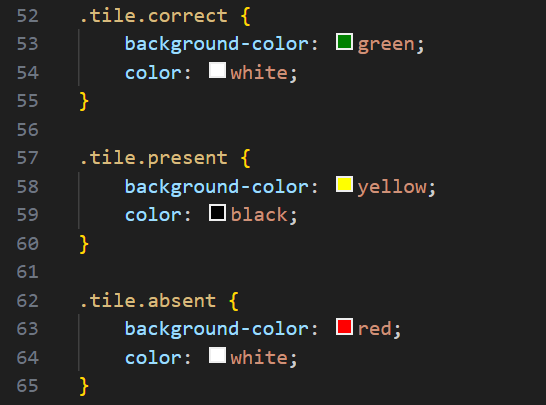 52 .tile.correct {
53     background-color: green;
54     color: white;
55 }
56
57 .tile.present {
58     background-color: yellow;
59     color: black;
60 }
61
62 .tile.absent {
63     background-color: red;
64     color: white;
65 }